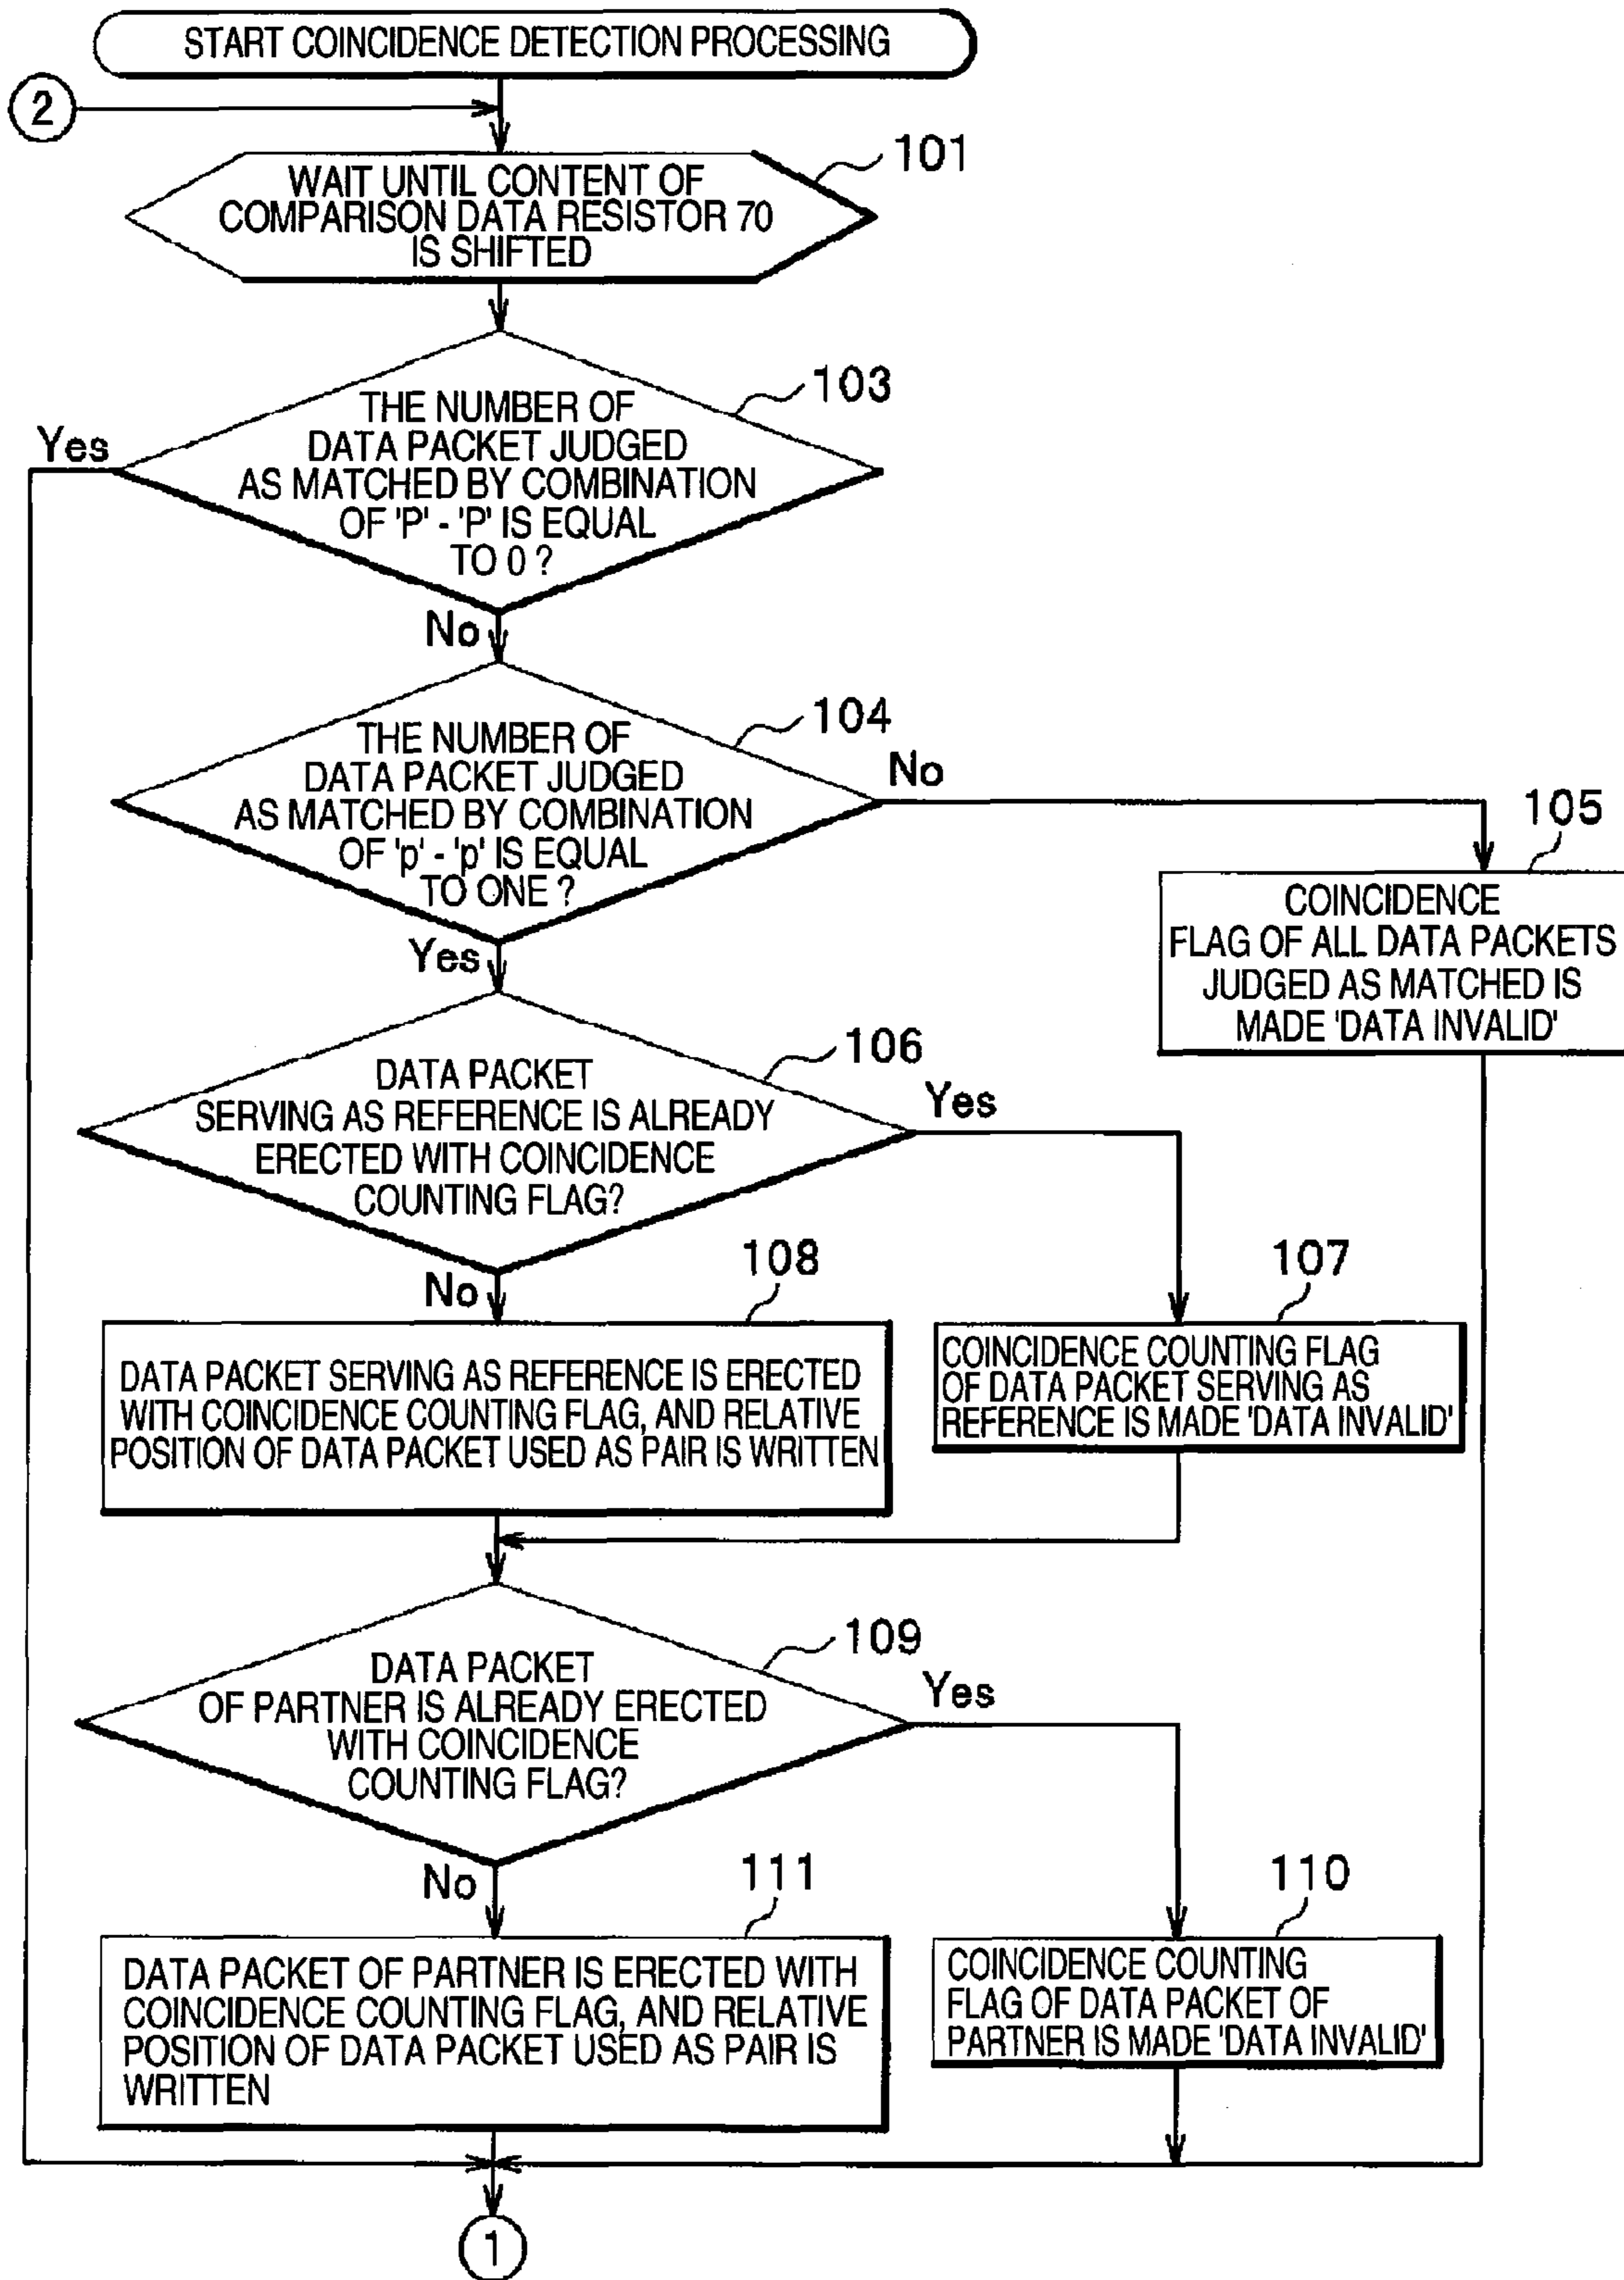 START COINCIDENCE DETECTION PROCESSING
2
101
WAIT UNTIL CONTENT OF
COMPARISON DATA RESISTOR 70
IS SHIFTED
103
THE NUMBER OF
DATA PACKET JUDGED
AS MATCHED BY COMBINATION
OF 'P' - 'P' IS EQUAL
TO 0 ?
Yes
No
104
THE NUMBER OF
DATA PACKET JUDGED
AS MATCHED BY COMBINATION
OF 'p' - 'p' IS EQUAL
TO ONE ?
No
Yes
105
COINCIDENCE
FLAG OF ALL DATA PACKETS
JUDGED AS MATCHED IS
MADE 'DATA INVALID'
106
DATA PACKET
SERVING AS REFERENCE IS ALREADY
ERECTED WITH COINCIDENCE
COUNTING FLAG?
Yes
No
108
DATA PACKET SERVING AS REFERENCE IS ERECTED
WITH COINCIDENCE COUNTING FLAG, AND RELATIVE
POSITION OF DATA PACKET USED AS PAIR IS WRITTEN
107
COINCIDENCE COUNTING FLAG
OF DATA PACKET SERVING AS
REFERENCE IS MADE 'DATA INVALID'
109
DATA PACKET
OF PARTNER IS ALREADY ERECTED
WITH COINCIDENCE
COUNTING FLAG?
Yes
No
111
DATA PACKET OF PARTNER IS ERECTED WITH
COINCIDENCE COUNTING FLAG, AND RELATIVE
POSITION OF DATA PACKET USED AS PAIR IS
WRITTEN
110
COINCIDENCE COUNTING
FLAG OF DATA PACKET OF
PARTNER IS MADE 'DATA INVALID'
1